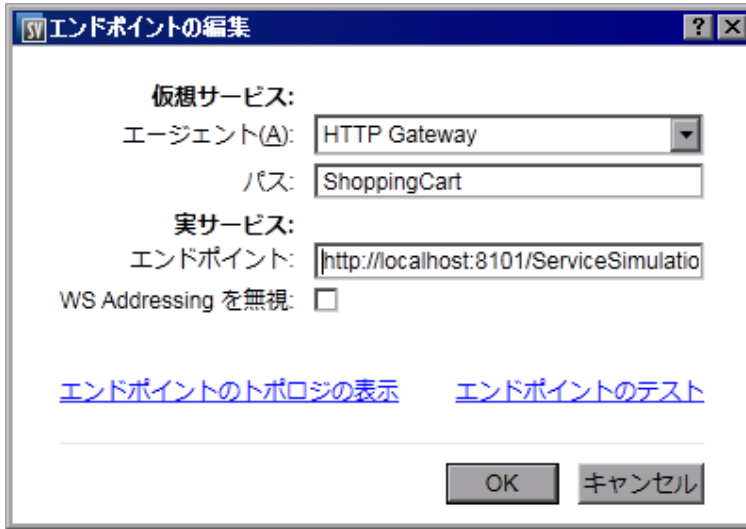 SV エンドポイントの編集 ? ×
仮想サービス:
エージェント(A): HTTP Gateway
パス: ShoppingCart
実サービス:
エンドポイント: http://localhost:8101/ServiceSimulatio
WS Addressing を無視:
エンドポイントのトポロジの表示 エンドポイントのテスト
OK キャンセル